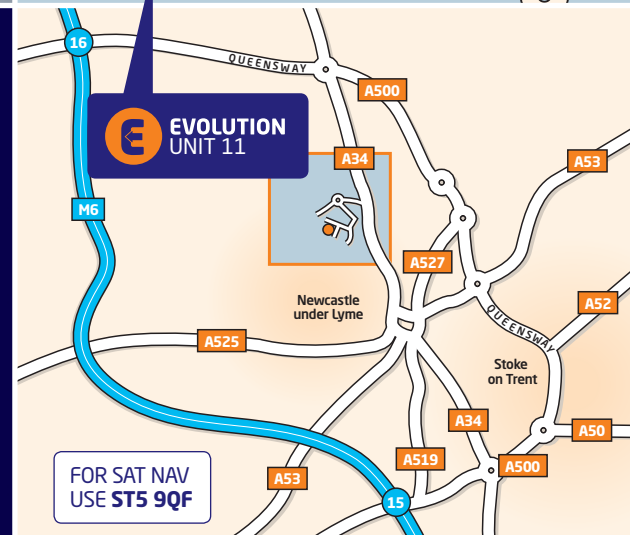 16
QUEENSWAY
A500
E EVOLUTION
UNIT 11
A34
A53
M6
A527
Newcastle
under Lyme
A52
QUEENSWAY
A525
Stoke
on Trent
A34
A50
A519
A500
A53
FOR SAT NAV
USE ST5 9QF
15